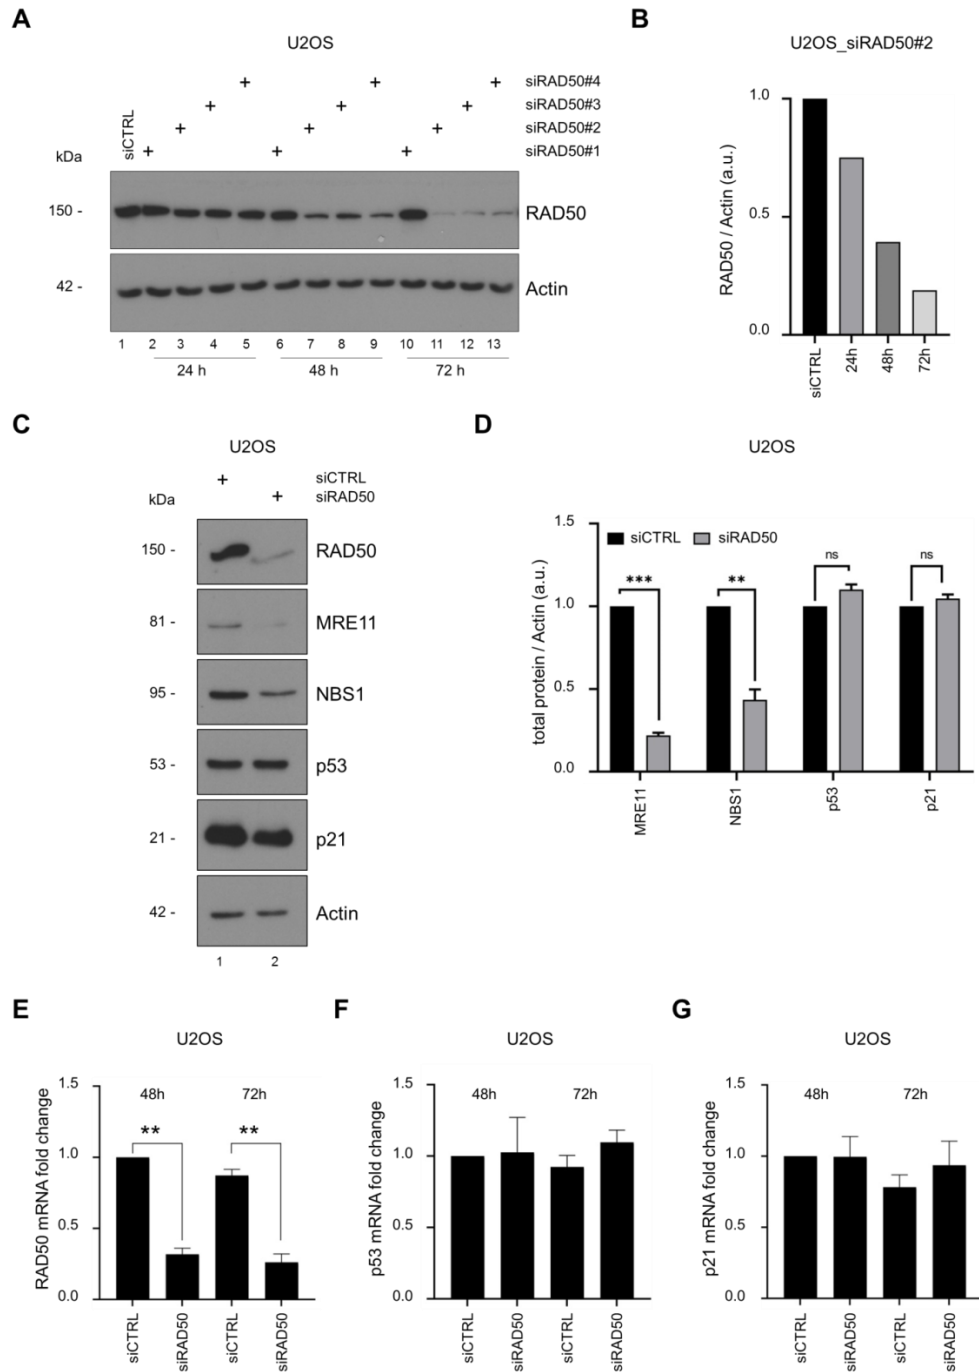 A
U2OS
siCTRL
+ + + siRAD50#4
+ + + siRAD50#3
+ + + siRAD50#2
+ + + siRAD50#1
kDa
150 - RAD50
42 - Actin
1 2 3 4 5 6 7 8 9 10 11 12 13
24 h 48 h 72 h
B
U2OS_siRAD50#2
RAD50 / Actin (a.u.)
1.0
0.5
0.0
siCTRL 24h 48h 72h
C
U2OS
+ siCTRL
+ siRAD50
kDa
150 - RAD50
81 - MRE11
95 - NBS1
53 - p53
21 - p21
42 - Actin
1 2
D
U2OS
total protein / Actin (a.u.)
1.5
1.0
0.5
0.0
siCTRL siRAD50
*** ** ns ns
MRE11 NBS1 p53 p21
E
U2OS
RAD50 mRNA fold change
1.5
1.0
0.5
0.0
48h 72h
** **
siCTRL siRAD50 siCTRL siRAD50
F
U2OS
p53 mRNA fold change
1.5
1.0
0.5
0.0
48h 72h
siCTRL siRAD50 siCTRL siRAD50
G
U2OS
p21 mRNA fold change
1.5
1.0
0.5
0.0
48h 72h
siCTRL siRAD50 siCTRL siRAD50